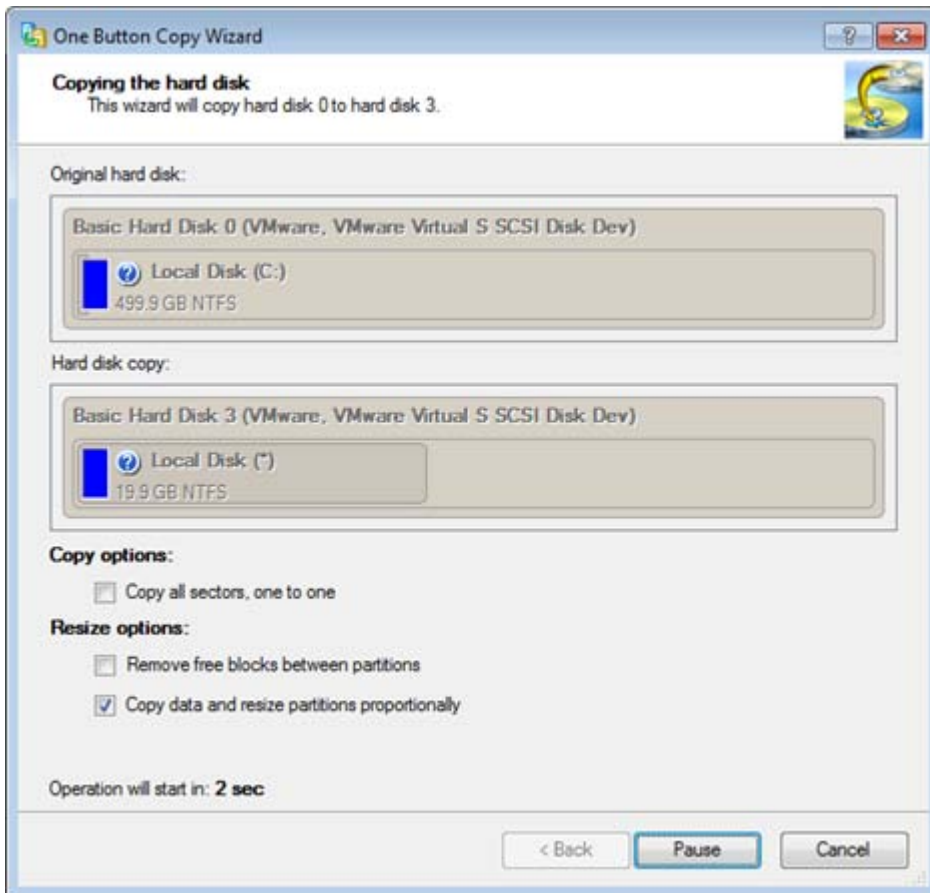 One Button Copy Wizard
Copying the hard disk
This wizard will copy hard disk 0 to hard disk 3.
Original hard disk:
Basic Hard Disk 0 (VMware, VMware Virtual S SCSI Disk Dev)
Local Disk (C:)
499.9 GB NTFS
Hard disk copy:
Basic Hard Disk 3 (VMware, VMware Virtual S SCSI Disk Dev)
Local Disk (*)
19.9 GB NTFS
Copy options:
Copy all sectors, one to one
Resize options:
Remove free blocks between partitions
Copy data and resize partitions proportionally
Operation will start in: 2 sec
< Back Pause Cancel